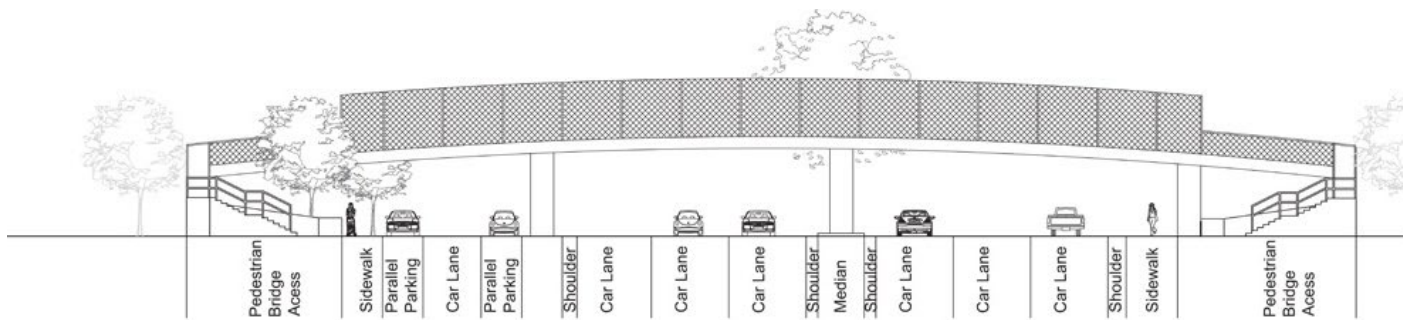 Pedestrian
Bridge
Acess
Sidewalk
Parallel
Parking
Car Lane
Parallel
Parking
Shoulder
Car Lane
Car Lane
Car Lane
Shoulder
Median
Shoulder
Car Lane
Car Lane
Car Lane
Shoulder
Sidewalk
Pedestrian
Bridge
Acess